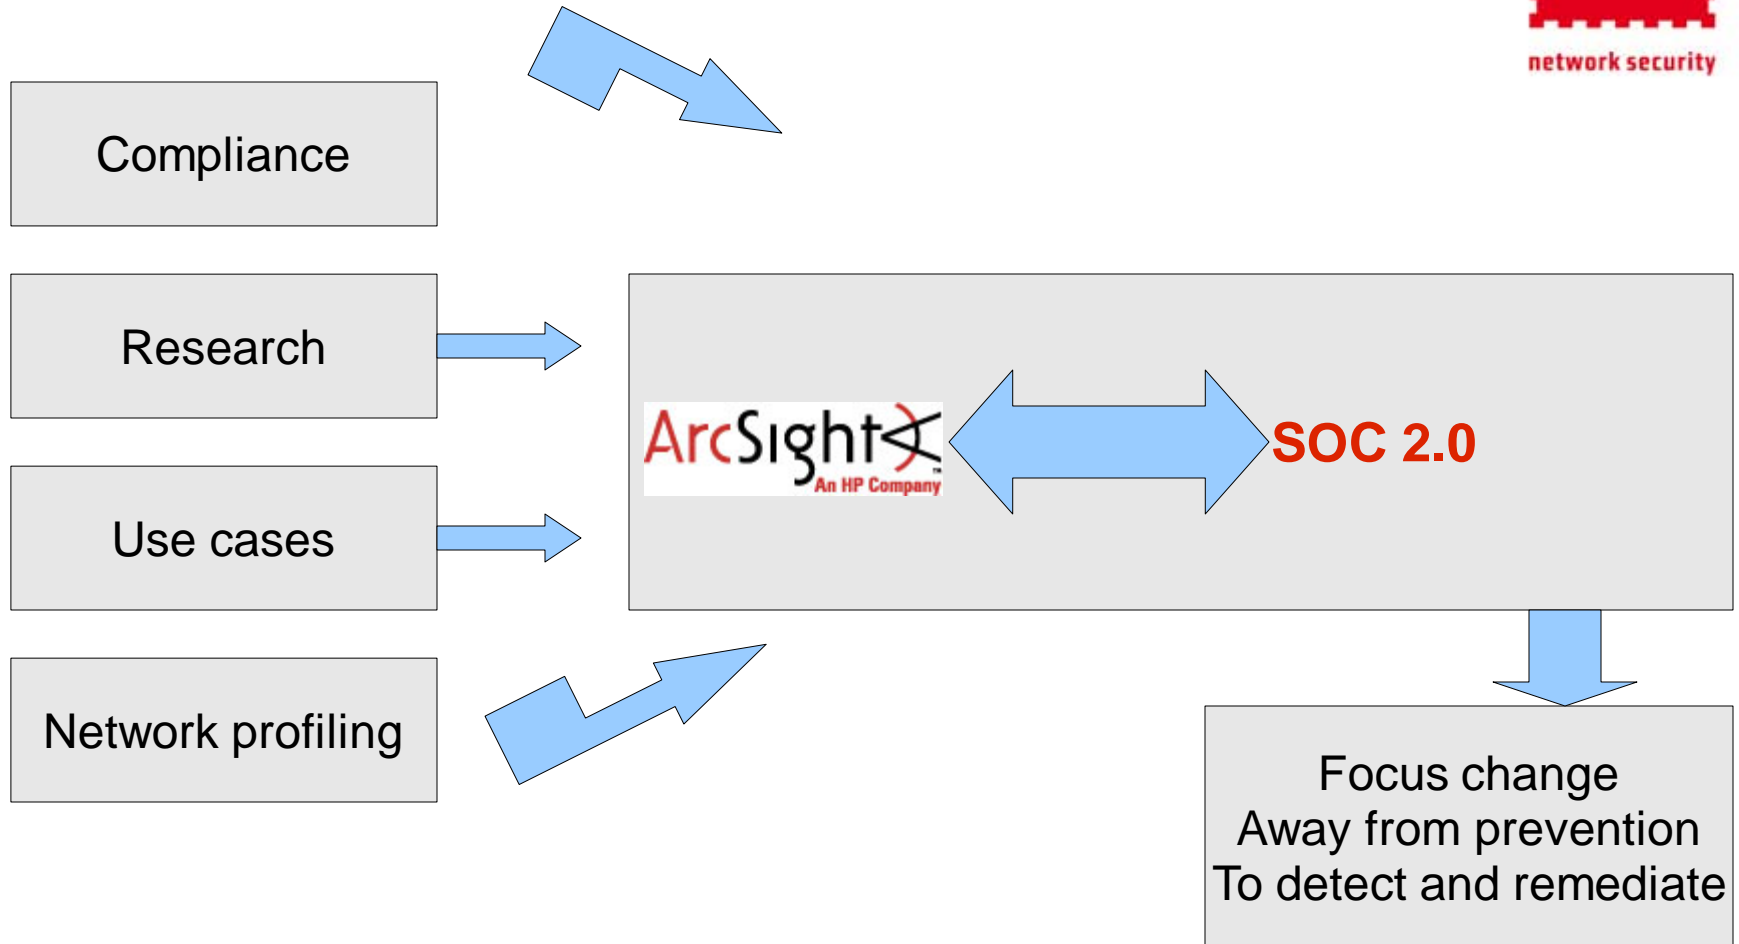 network security
Compliance
Research
Use cases
Network profiling
ArcSight
™
An HP Company
SOC 2.0
Focus change
Away from prevention
To detect and remediate